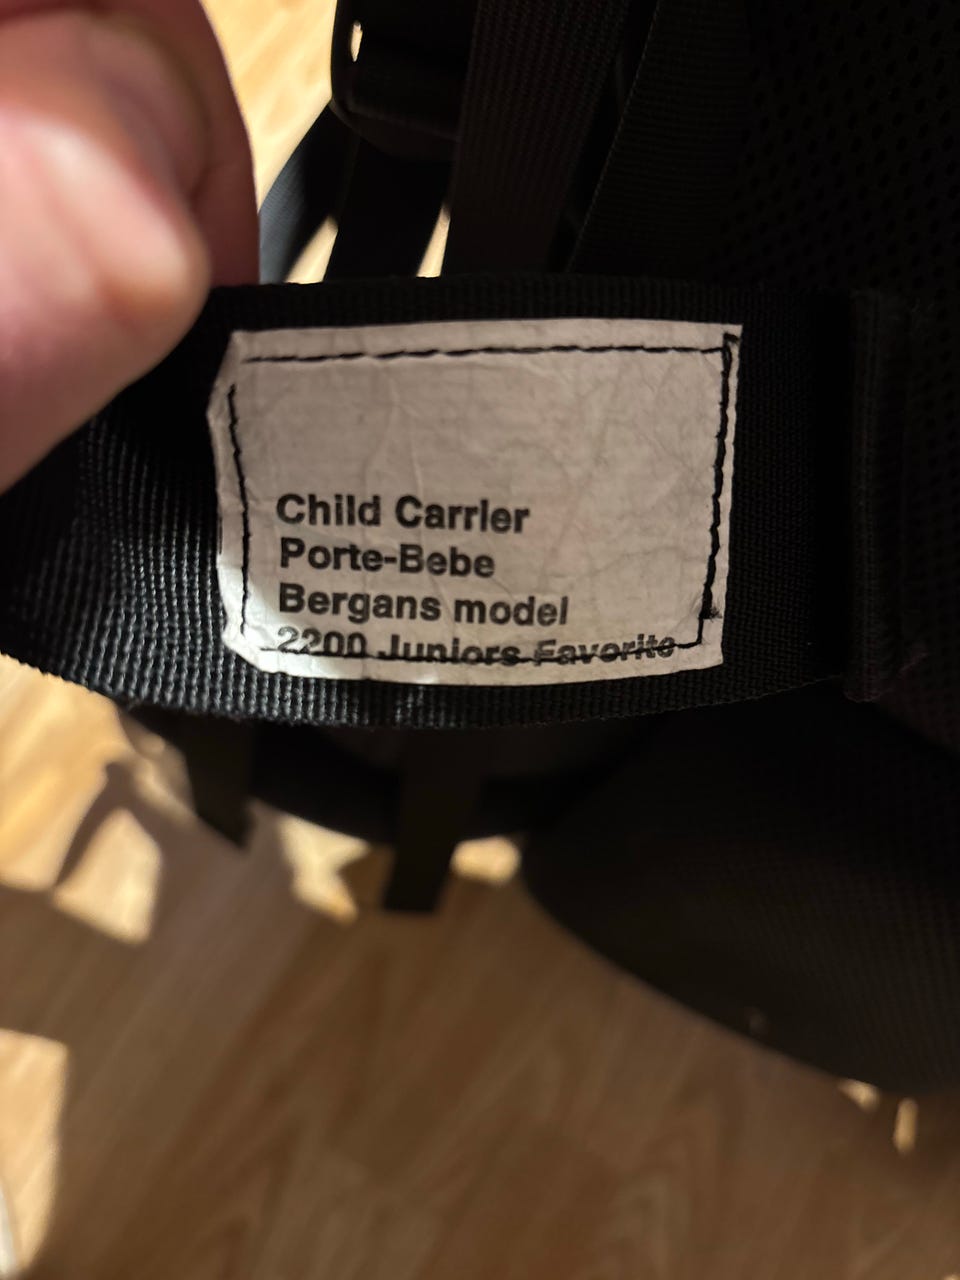 Child Carrier
Porte-Bebe
Bergans model
2200 Juniors Favorite